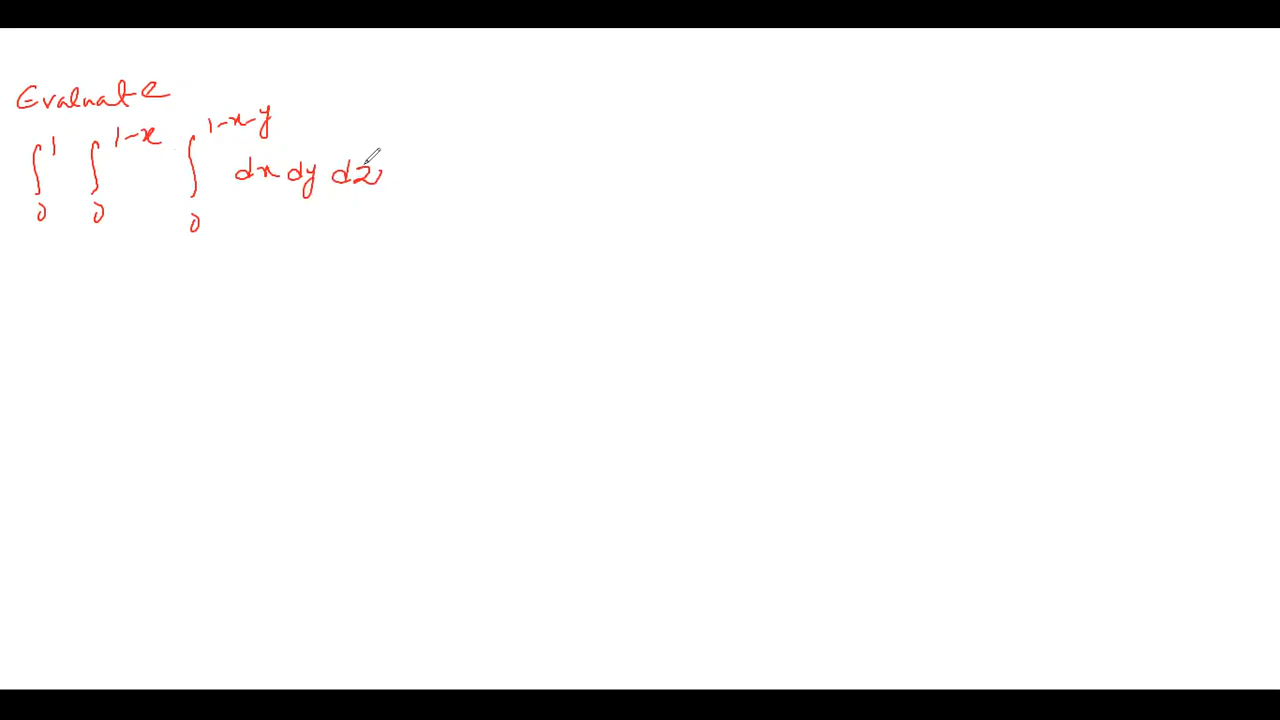 Evaluate
∫₀¹ ∫₀^{1-x} ∫₀^{1-x-y} dx dy dz